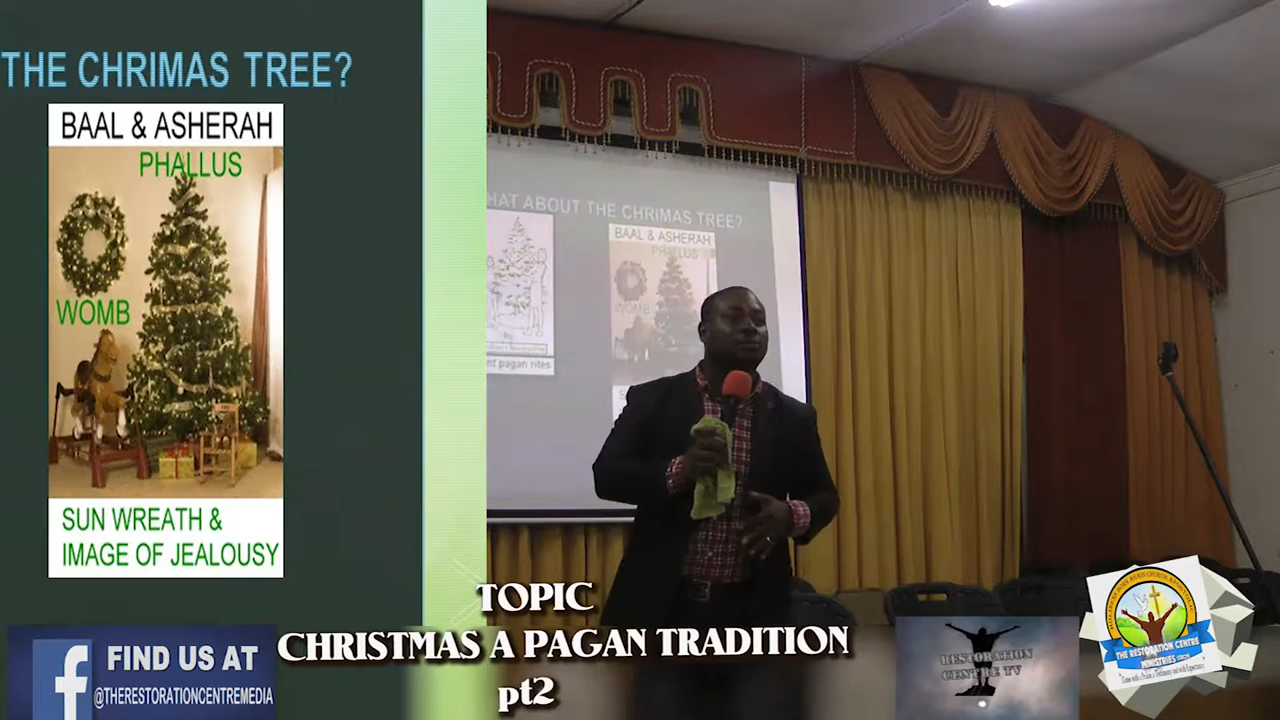 THE CHRIMAS TREE?
BAAL & ASHERAH
PHALLUS
WOMB
SUN WREATH &
IMAGE OF JEALOUSY
HAT ABOUT THE CHRIMAS TREE?
BAAL & ASHERAH
PHALLUS
WOMB
nt pagan rites
TOPIC
CHRISTMAS A PAGAN TRADITION
pt2
FIND US AT
@THERESTORATIONCENTREMEDIA
RESTORATION
CENTRE TV
THE RESTORATION CENTRE
MINISTRIES